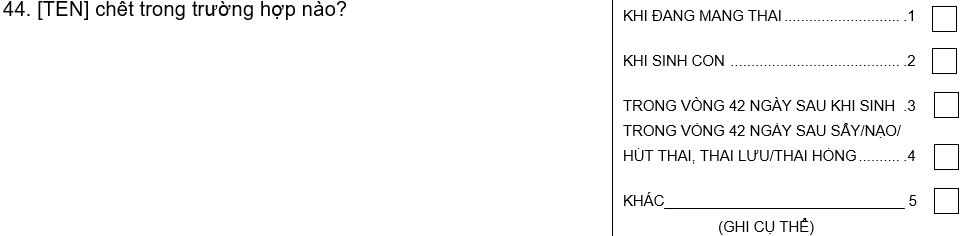 44. [TÊN] chết trong trường hợp nào?
KHI ĐANG MANG THAI ............................ .1
KHI SINH CON ......................................... .2
TRONG VÒNG 42 NGÀY SAU KHI SINH .3
TRONG VÒNG 42 NGÀY SAU SẨY/NẠO/
HÚT THAI, THAI LƯU/THAI HỎNG .......... .4
KHÁC_____________________________ 5
(GHI CỤ THỂ)